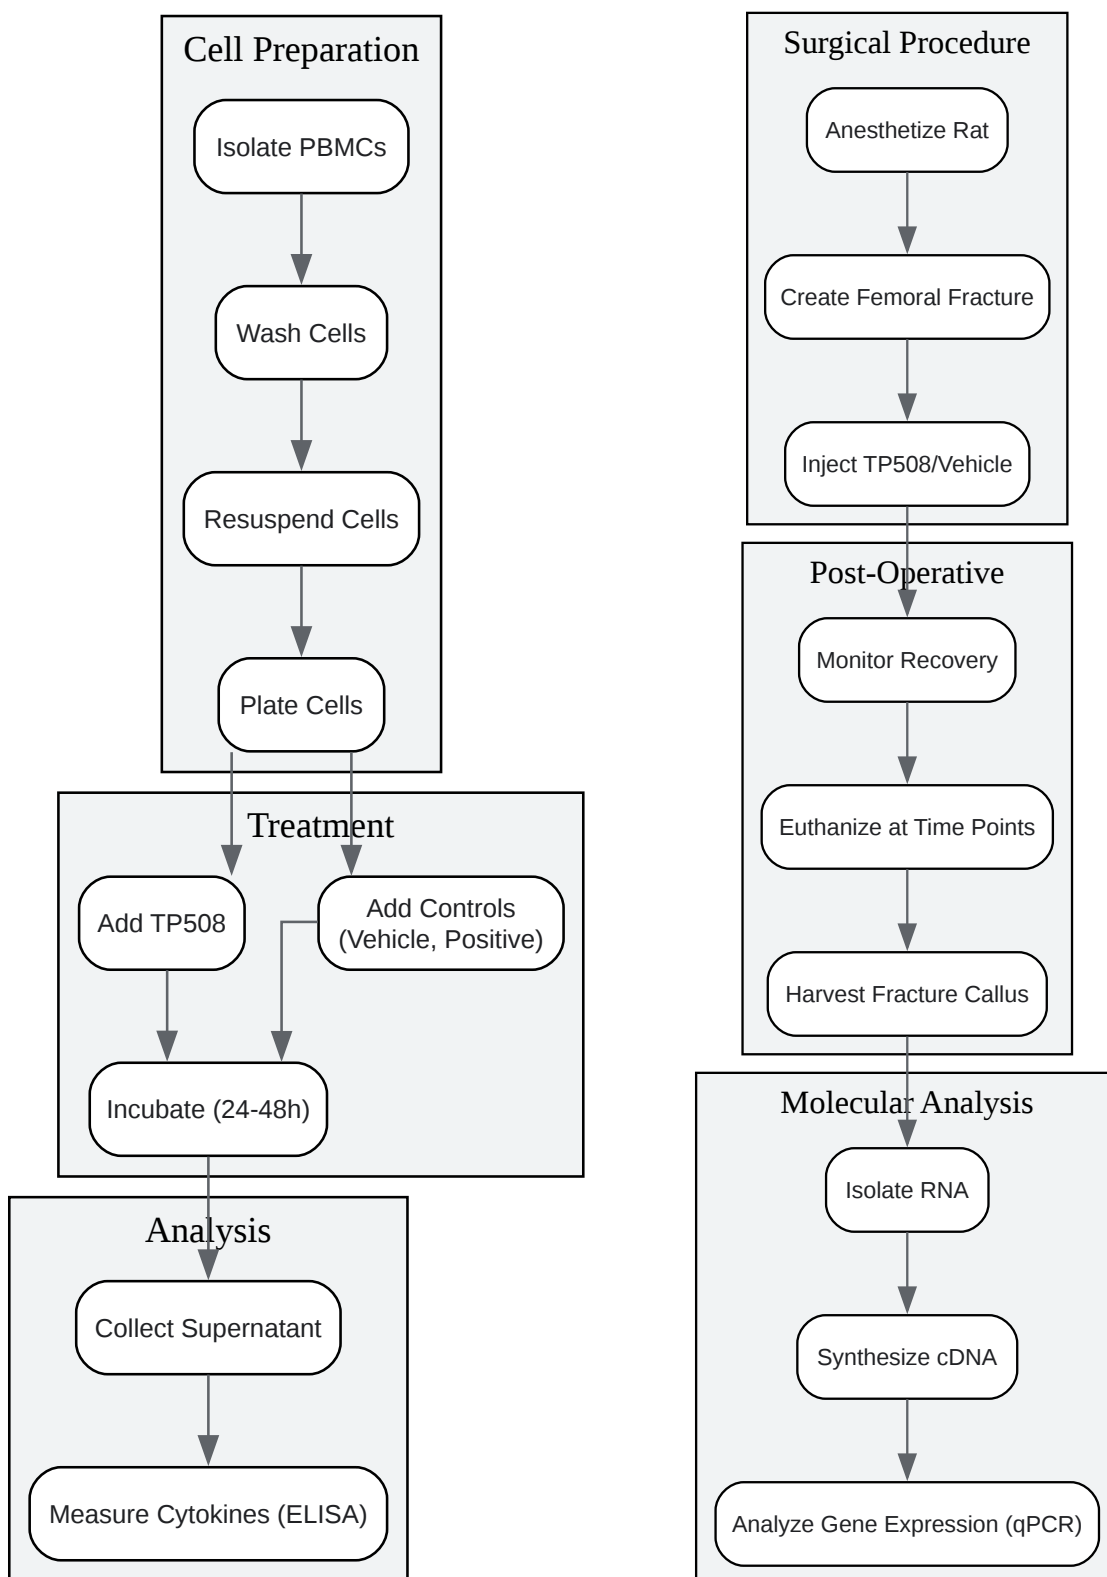 Cell Preparation
Isolate PBMCs
Wash Cells
Resuspend Cells
Plate Cells
Treatment
Add TP508
Add Controls
(Vehicle, Positive)
Incubate (24-48h)
Analysis
Collect Supernatant
Measure Cytokines (ELISA)
Surgical Procedure
Anesthetize Rat
Create Femoral Fracture
Inject TP508/Vehicle
Post-Operative
Monitor Recovery
Euthanize at Time Points
Harvest Fracture Callus
Molecular Analysis
Isolate RNA
Synthesize cDNA
Analyze Gene Expression (qPCR)